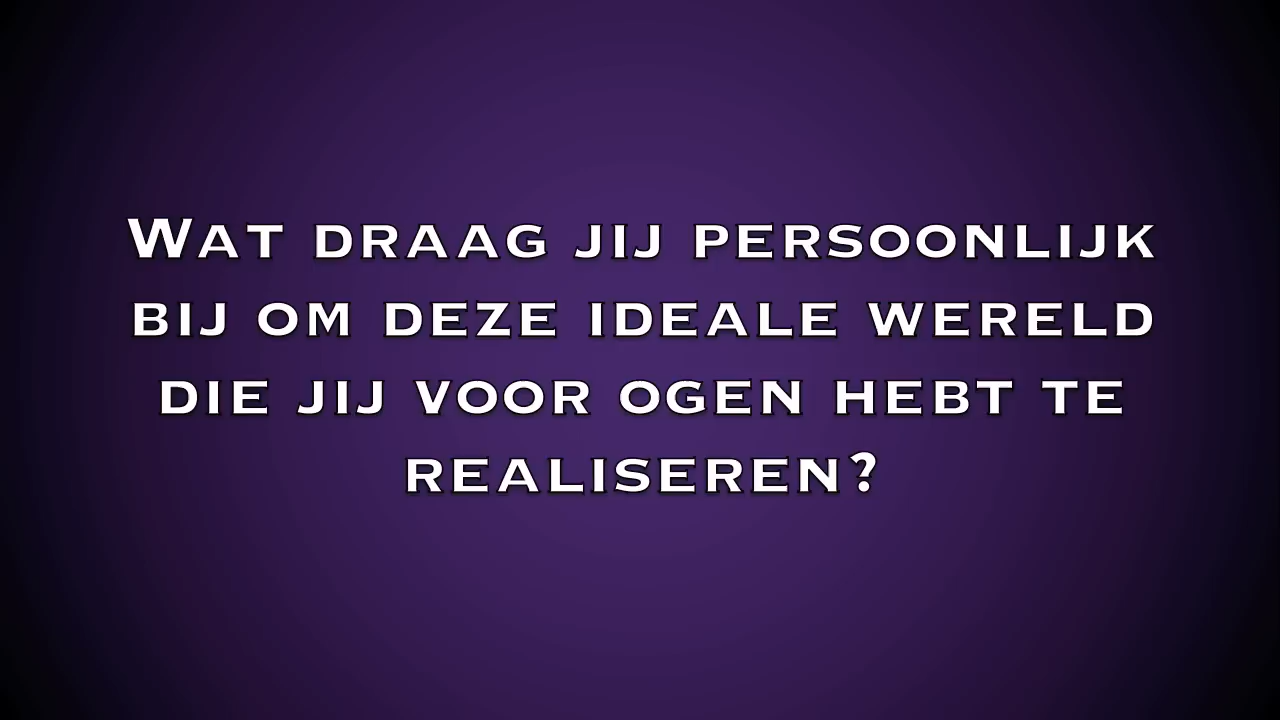 Wat draag jij persoonlijk
bij om deze ideale wereld
die jij voor ogen hebt te
realiseren?